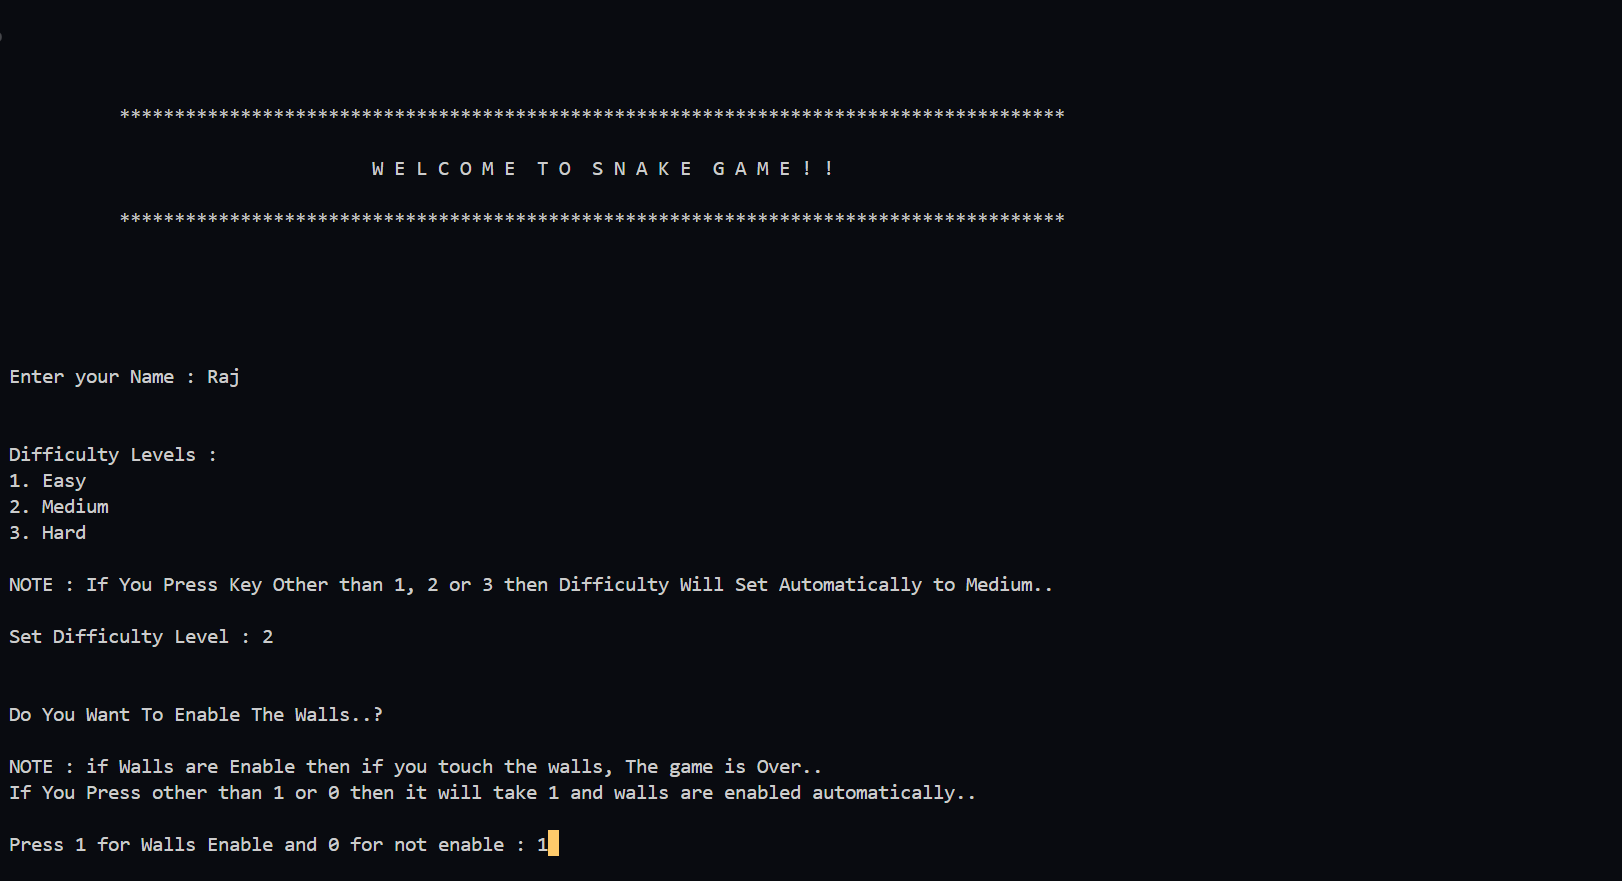 **************************************************************************************
W E L C O M E  T O  S N A K E  G A M E ! !
**************************************************************************************
Enter your Name : Raj
Difficulty Levels :
1. Easy
2. Medium
3. Hard
NOTE : If You Press Key Other than 1, 2 or 3 then Difficulty Will Set Automatically to Medium..
Set Difficulty Level : 2
Do You Want To Enable The Walls..?
NOTE : if Walls are Enable then if you touch the walls, The game is Over..
If You Press other than 1 or 0 then it will take 1 and walls are enabled automatically..
Press 1 for Walls Enable and 0 for not enable : 1